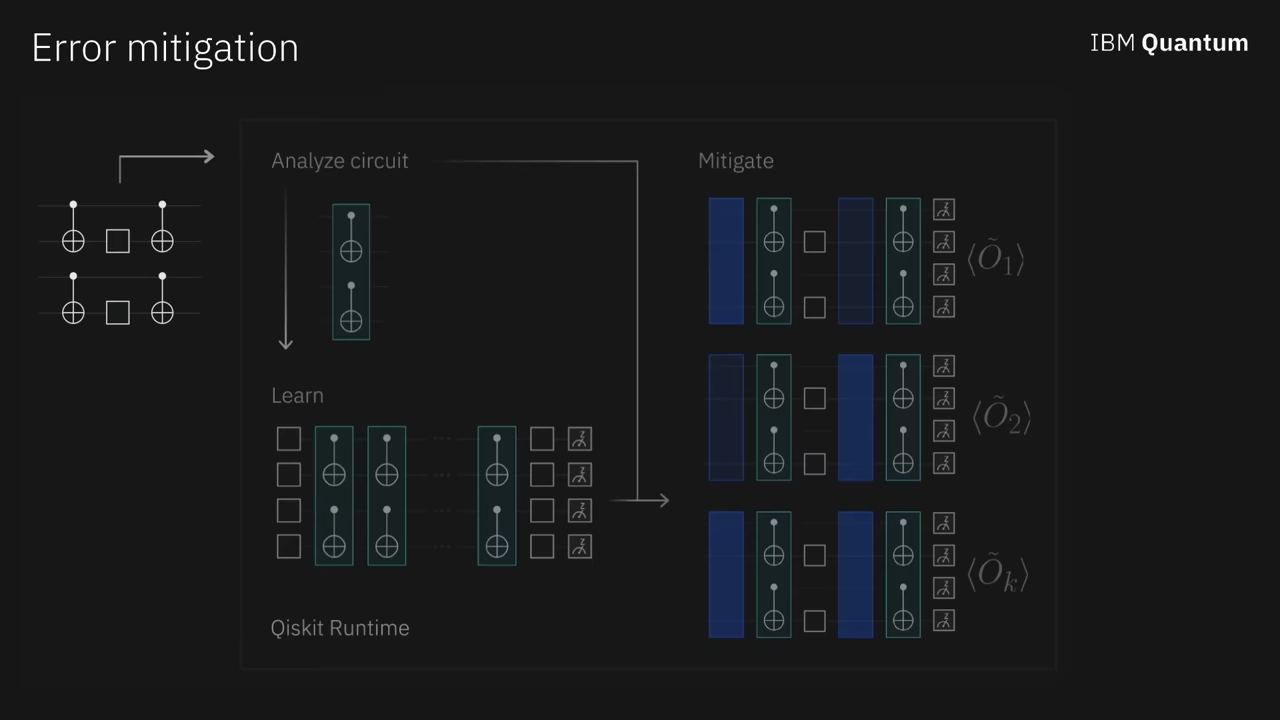 Error mitigation
IBM Quantum
Analyze circuit
Mitigate
⟨Õ₁⟩
Learn
⟨Õ₂⟩
Qiskit Runtime
⟨Õₖ⟩